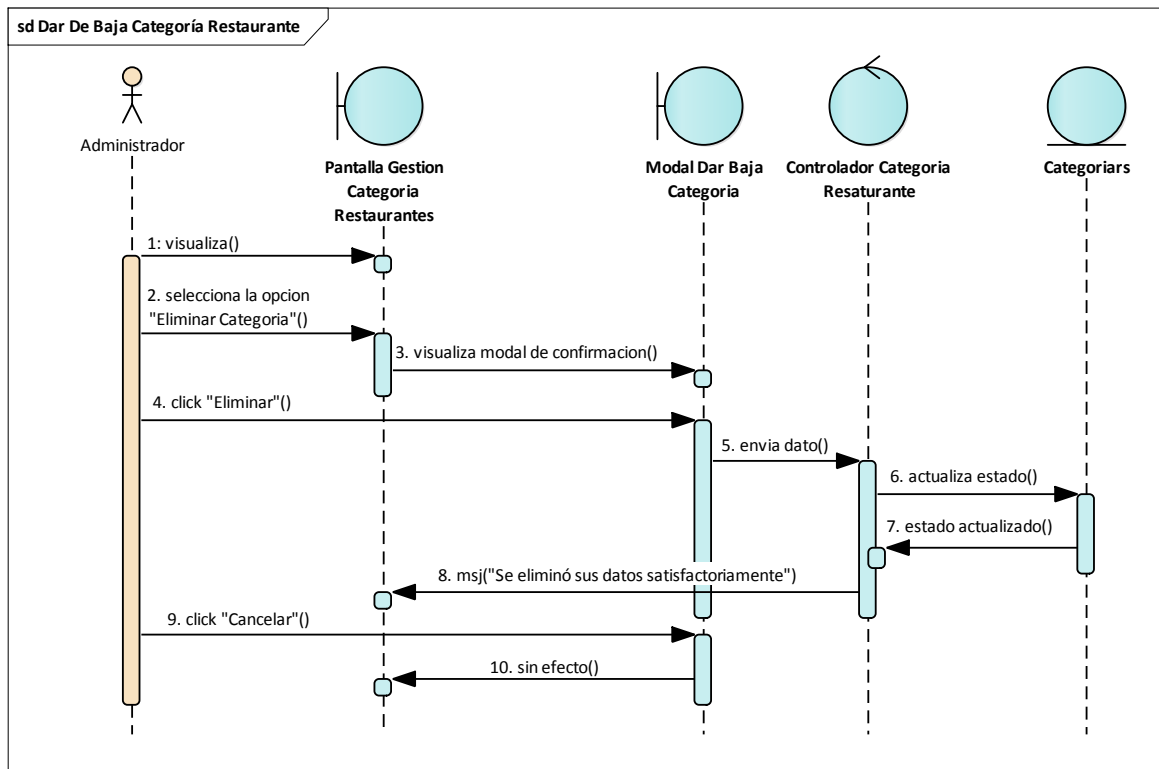 sd Dar De Baja Categoría Restaurante
Administrador
Pantalla Gestion
Categoria
Restaurantes
Modal Dar Baja
Categoria
Controlador Categoria
Resaturante
Categoriars
1: visualiza()
2. selecciona la opcion
"Eliminar Categoria"()
3. visualiza modal de confirmacion()
4. click "Eliminar"()
5. envia dato()
6. actualiza estado()
7. estado actualizado()
8. msj("Se eliminó sus datos satisfactoriamente")
9. click "Cancelar"()
10. sin efecto()